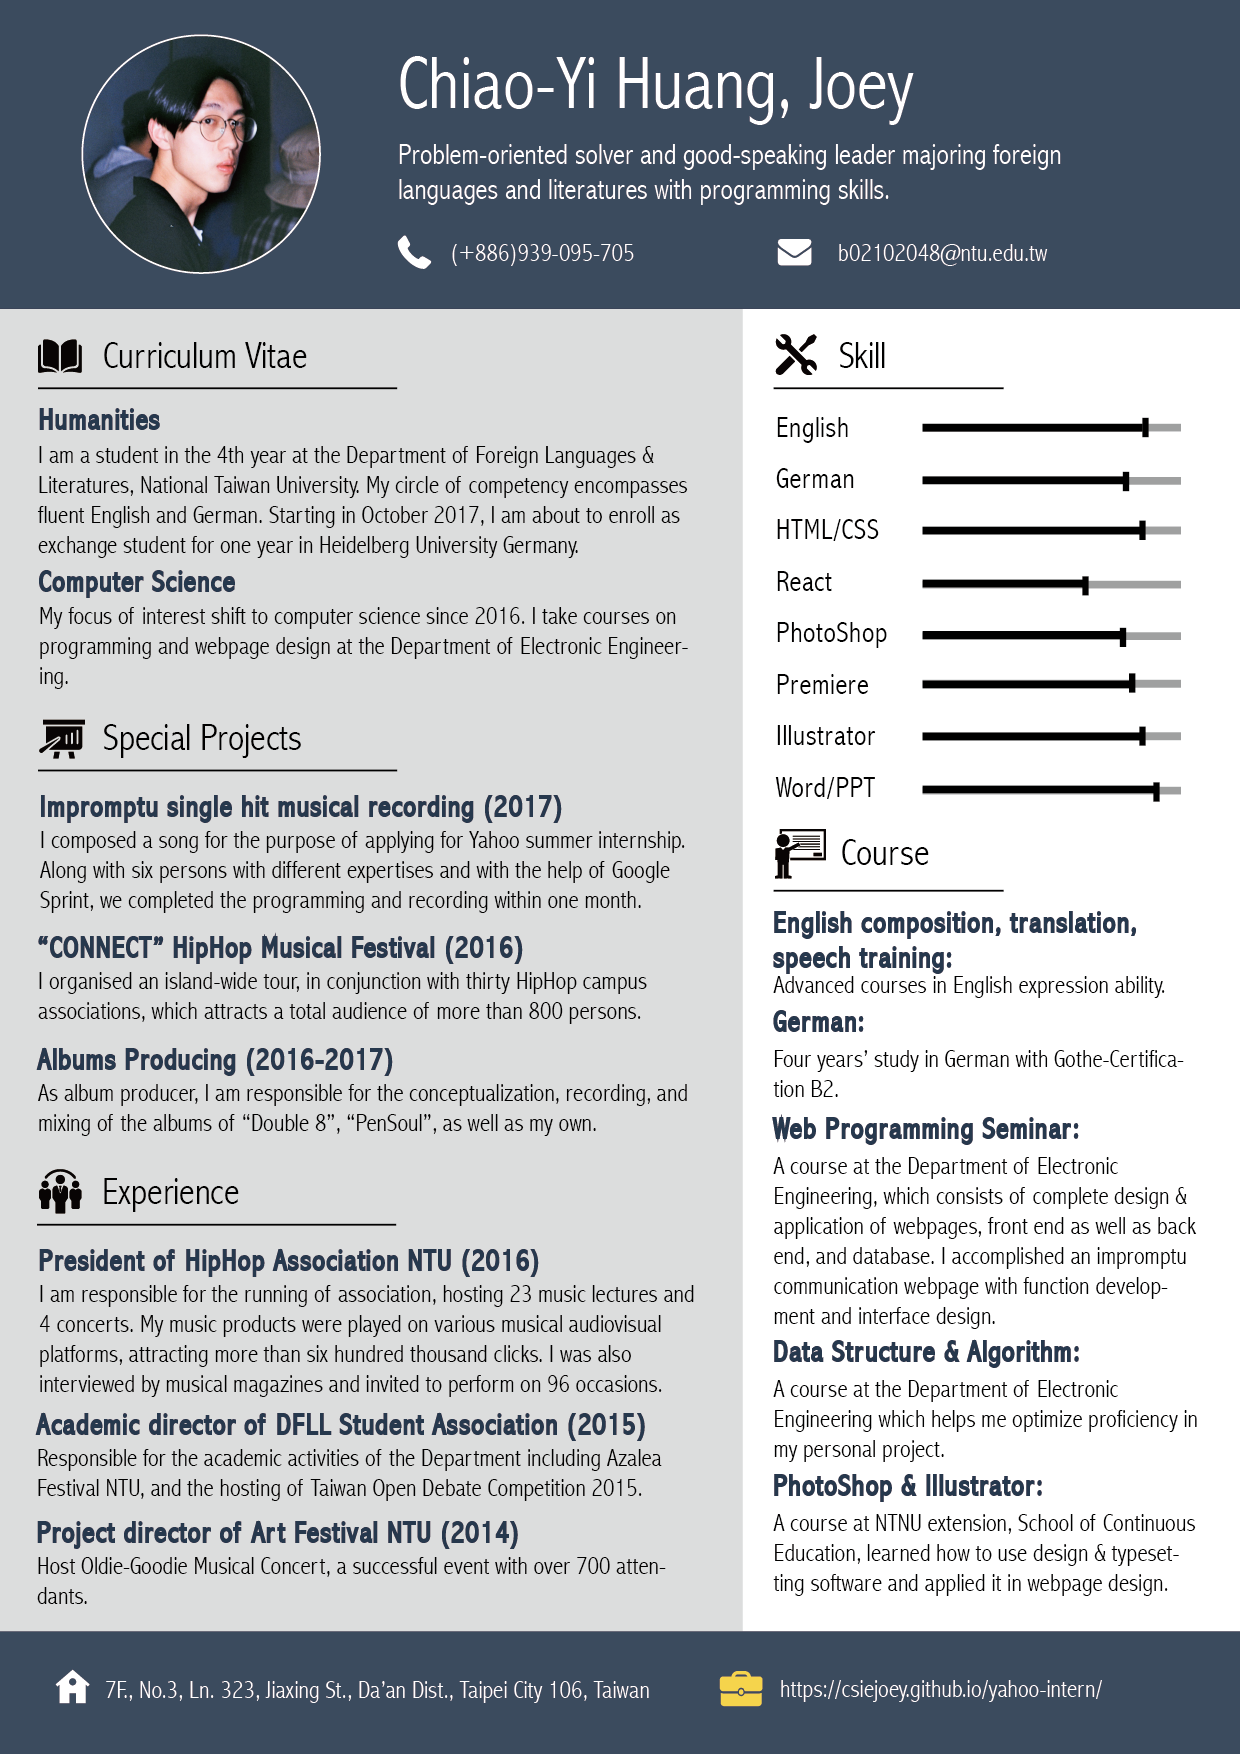 Chiao-Yi Huang, Joey
Problem-oriented solver and good-speaking leader majoring foreign
languages and literatures with programming skills.
(+886)939-095-705
b02102048@ntu.edu.tw
Curriculum Vitae
Humanities
I am a student in the 4th year at the Department of Foreign Languages &
Literatures, National Taiwan University. My circle of competency encompasses
fluent English and German. Starting in October 2017, I am about to enroll as
exchange student for one year in Heidelberg University Germany.
Computer Science
My focus of interest shift to computer science since 2016. I take courses on
programming and webpage design at the Department of Electronic Engineer-
ing.
Special Projects
Impromptu single hit musical recording (2017)
I composed a song for the purpose of applying for Yahoo summer internship.
Along with six persons with different expertises and with the help of Google
Sprint, we completed the programming and recording within one month.
“CONNECT” HipHop Musical Festival (2016)
I organised an island-wide tour, in conjunction with thirty HipHop campus
associations, which attracts a total audience of more than 800 persons.
Albums Producing (2016-2017)
As album producer, I am responsible for the conceptualization, recording, and
mixing of the albums of “Double 8”, “PenSoul”, as well as my own.
Experience
President of HipHop Association NTU (2016)
I am responsible for the running of association, hosting 23 music lectures and
4 concerts. My music products were played on various musical audiovisual
platforms, attracting more than six hundred thousand clicks. I was also
interviewed by musical magazines and invited to perform on 96 occasions.
Academic director of DFLL Student Association (2015)
Responsible for the academic activities of the Department including Azalea
Festival NTU, and the hosting of Taiwan Open Debate Competition 2015.
Project director of Art Festival NTU (2014)
Host Oldie-Goodie Musical Concert, a successful event with over 700 atten-
dants.
Skill
English
German
HTML/CSS
React
PhotoShop
Premiere
Illustrator
Word/PPT
Course
English composition, translation,
speech training:
Advanced courses in English expression ability.
German:
Four years’ study in German with Gothe-Certifica-
tion B2.
Web Programming Seminar:
A course at the Department of Electronic
Engineering, which consists of complete design &
application of webpages, front end as well as back
end, and database. I accomplished an impromptu
communication webpage with function develop-
ment and interface design.
Data Structure & Algorithm:
A course at the Department of Electronic
Engineering which helps me optimize proficiency in
my personal project.
PhotoShop & Illustrator:
A course at NTNU extension, School of Continuous
Education, learned how to use design & typeset-
ting software and applied it in webpage design.
7F., No.3, Ln. 323, Jiaxing St., Da’an Dist., Taipei City 106, Taiwan
https://csiejoey.github.io/yahoo-intern/